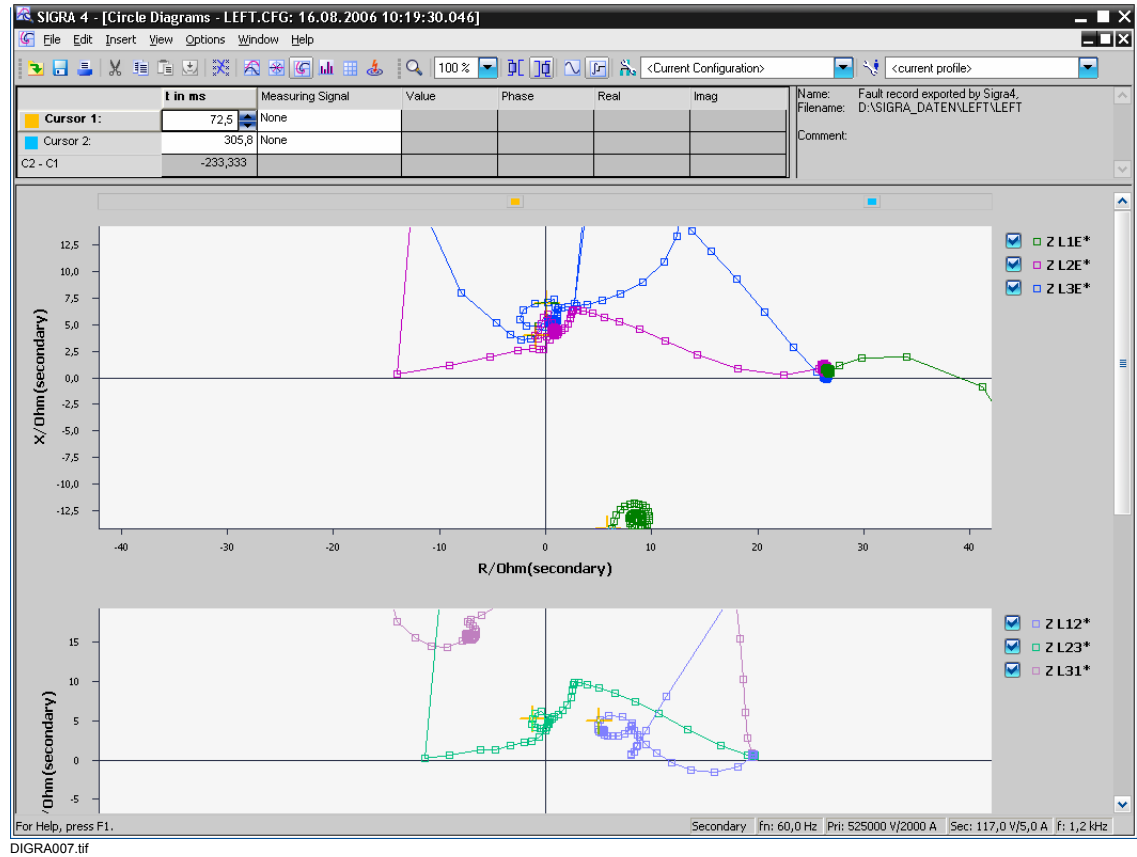 SIGRA 4 - [Circle Diagrams - LEFT.CFG: 16.08.2006 10:19:30.046]
File Edit Insert View Options Window Help
100 % <Current Configuration> <current profile>
t in ms Measuring Signal Value Phase Real Imag
Cursor 1: 72,5 None
Cursor 2: 305,8 None
C2 - C1 -233,333
Name: Fault record exported by Sigra4,
Filename: D:\SIGRA_DATEN\LEFT\LEFT
Comment:
12,5
10,0
7,5
5,0
2,5
0,0
-2,5
-5,0
-7,5
-10,0
-12,5
X/Ohm(secondary)
-40 -30 -20 -10 0 10 20 30 40
R/Ohm(secondary)
Z L1E*
Z L2E*
Z L3E*
15
10
5
0
-5
/Ohm(secondary)
Z L12*
Z L23*
Z L31*
For Help, press F1.
Secondary fn: 60,0 Hz Pri: 525000 V/2000 A Sec: 117,0 V/5,0 A f: 1,2 kHz
DIGRA007.tif